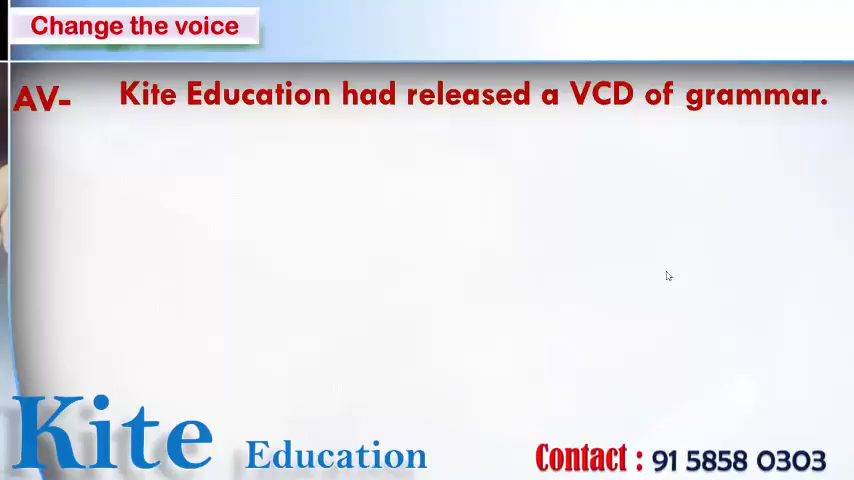 Change the voice
AV- Kite Education had released a VCD of grammar.
Kite Education
Contact : 91 5858 0303